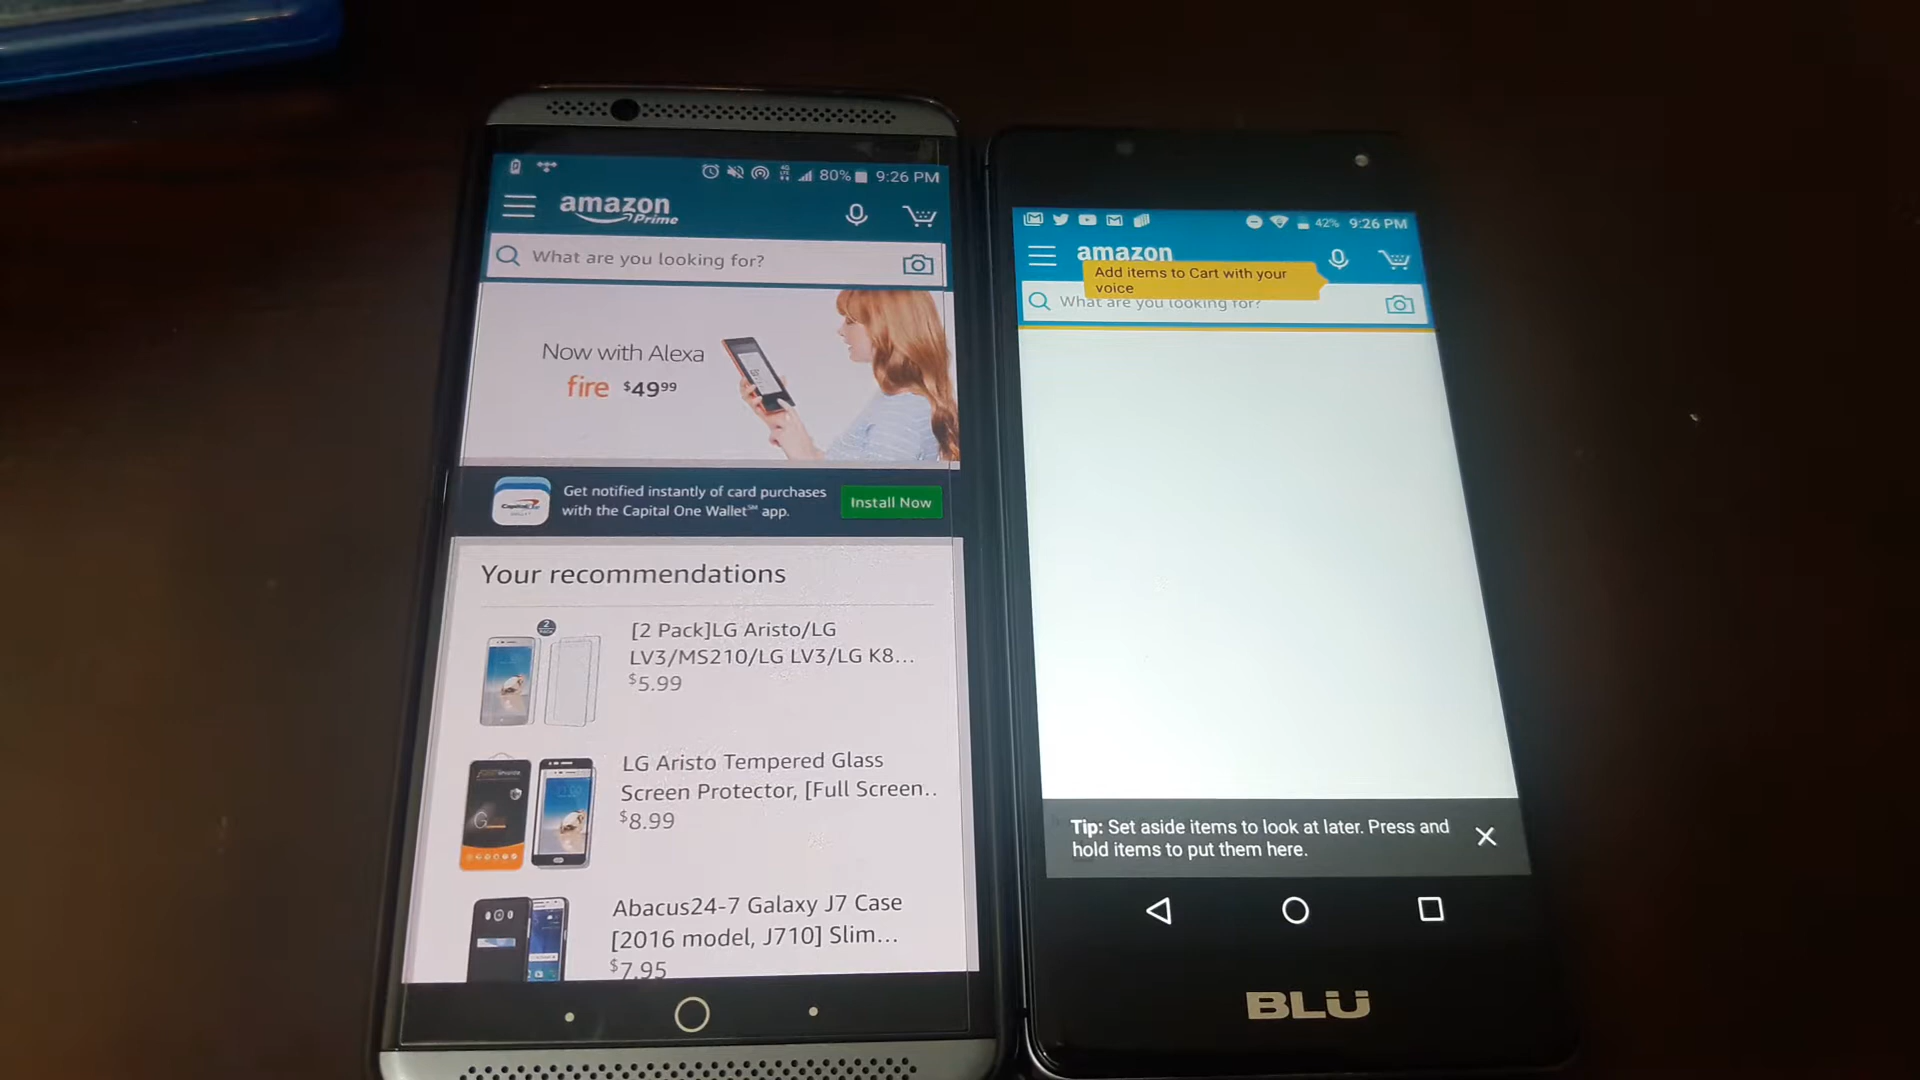 80% 9:26 PM
amazon
Prime
What are you looking for?
Now with Alexa
fire $49.99
Get notified instantly of card purchases
with the Capital One Wallet℠ app.
Install Now
Your recommendations
2
[2 Pack]LG Aristo/LG
LV3/MS210/LG LV3/LG K8...
$5.99
LG Aristo Tempered Glass
Screen Protector, [Full Screen..
$8.99
Abacus24-7 Galaxy J7 Case
[2016 model, J710] Slim...
$7.95
42% 9:26 PM
amazon
Add items to Cart with your
voice
What are you looking for?
Tip: Set aside items to look at later. Press and
hold items to put them here.
BLU